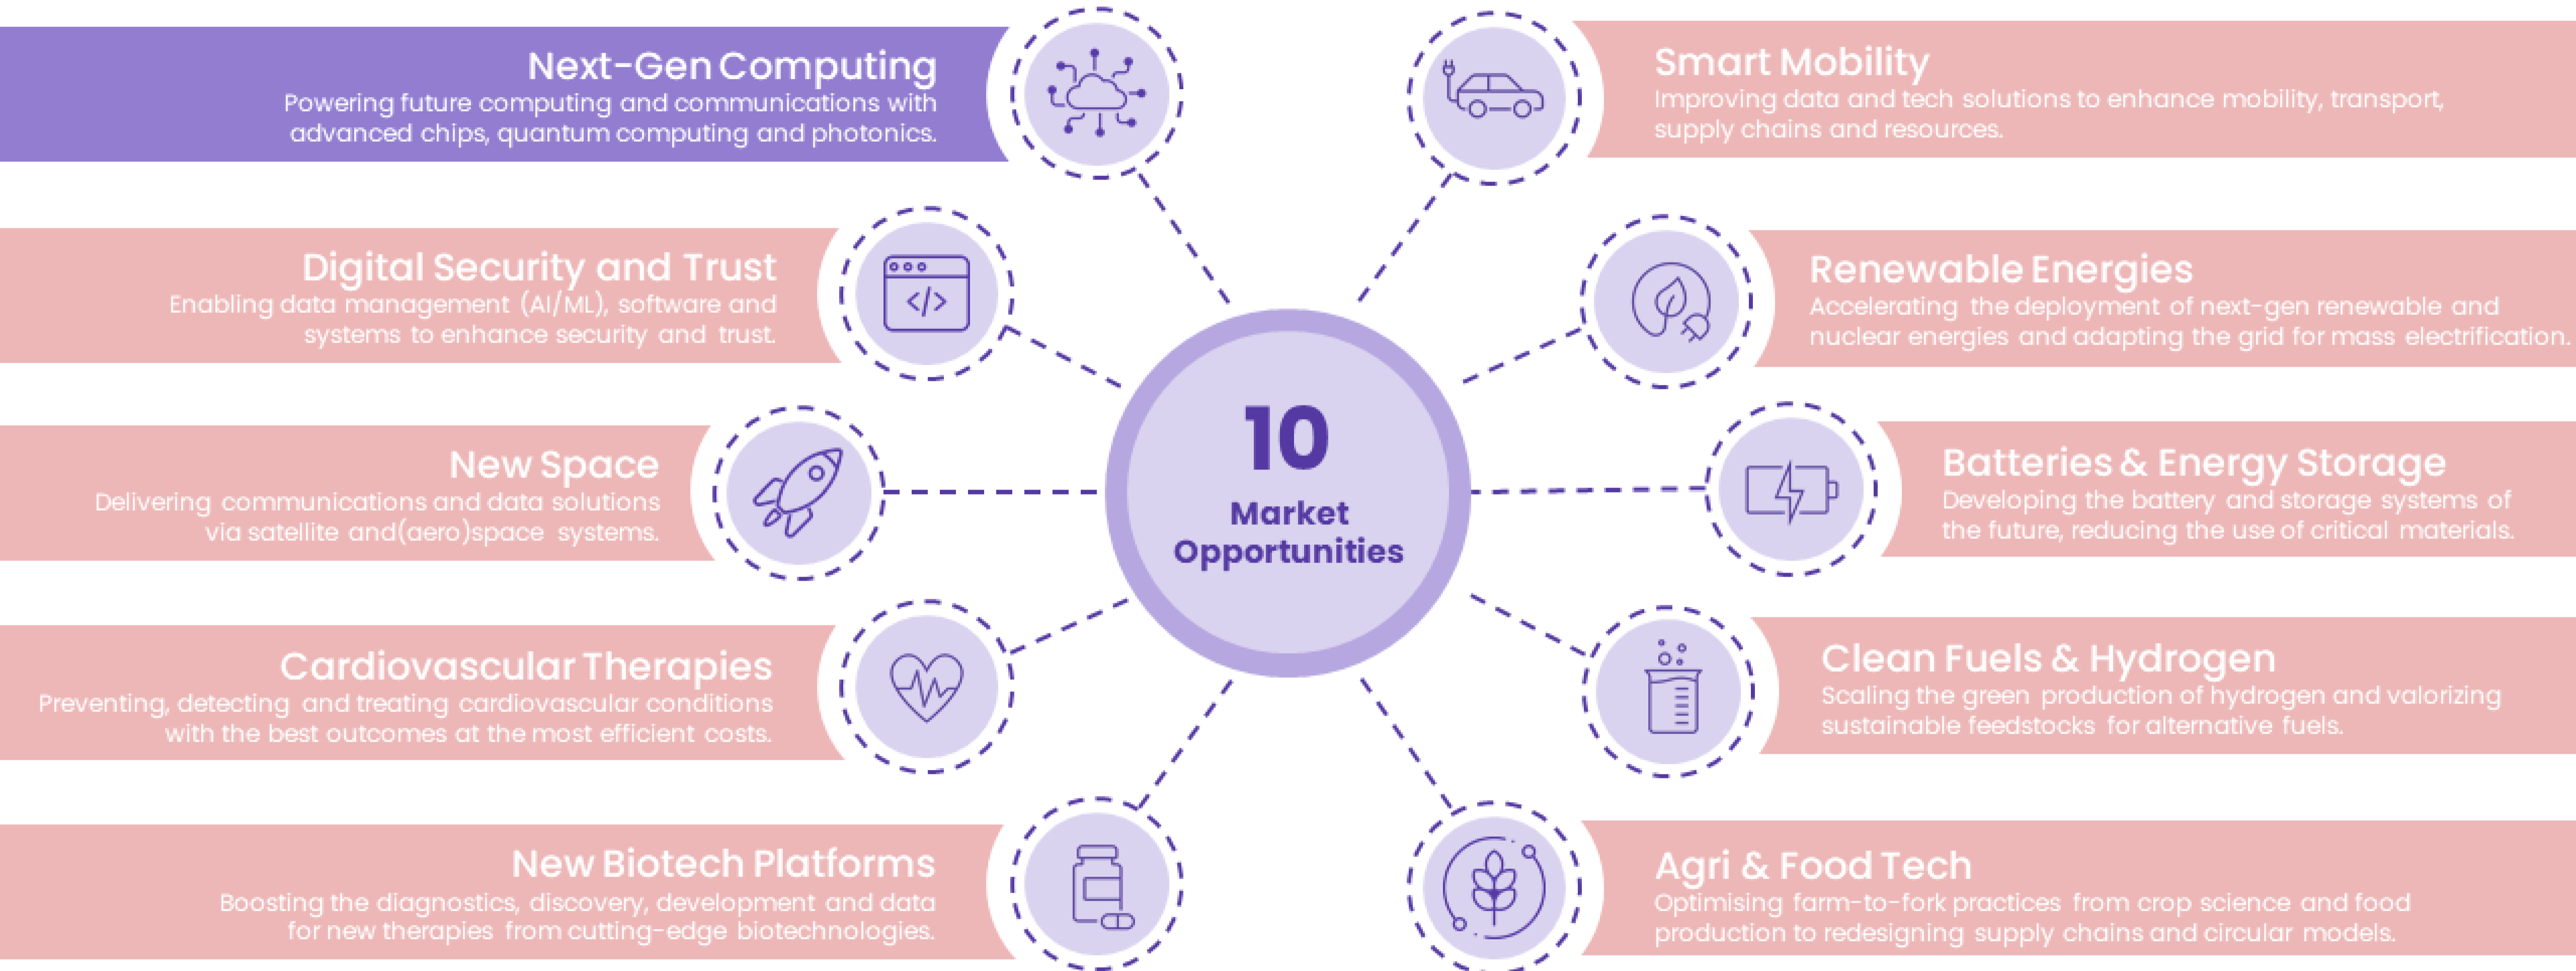 Next-Gen Computing
Powering future computing and communications with
advanced chips, quantum computing and photonics.
Digital Security and Trust
Enabling data management (AI/ML), software and
systems to enhance security and trust.
New Space
Delivering communications and data solutions
via satellite and(aero)space systems.
Cardiovascular Therapies
Preventing, detecting and treating cardiovascular conditions
with the best outcomes at the most efficient costs.
New Biotech Platforms
Boosting the diagnostics, discovery, development and data
for new therapies from cutting-edge biotechnologies.
10
Market
Opportunities
Smart Mobility
Improving data and tech solutions to enhance mobility, transport,
supply chains and resources.
Renewable Energies
Accelerating the deployment of next-gen renewable and
nuclear energies and adapting the grid for mass electrification.
Batteries & Energy Storage
Developing the battery and storage systems of
the future, reducing the use of critical materials.
Clean Fuels & Hydrogen
Scaling the green production of hydrogen and valorizing
sustainable feedstocks for alternative fuels.
Agri & Food Tech
Optimising farm-to-fork practices from crop science and food
production to redesigning supply chains and circular models.